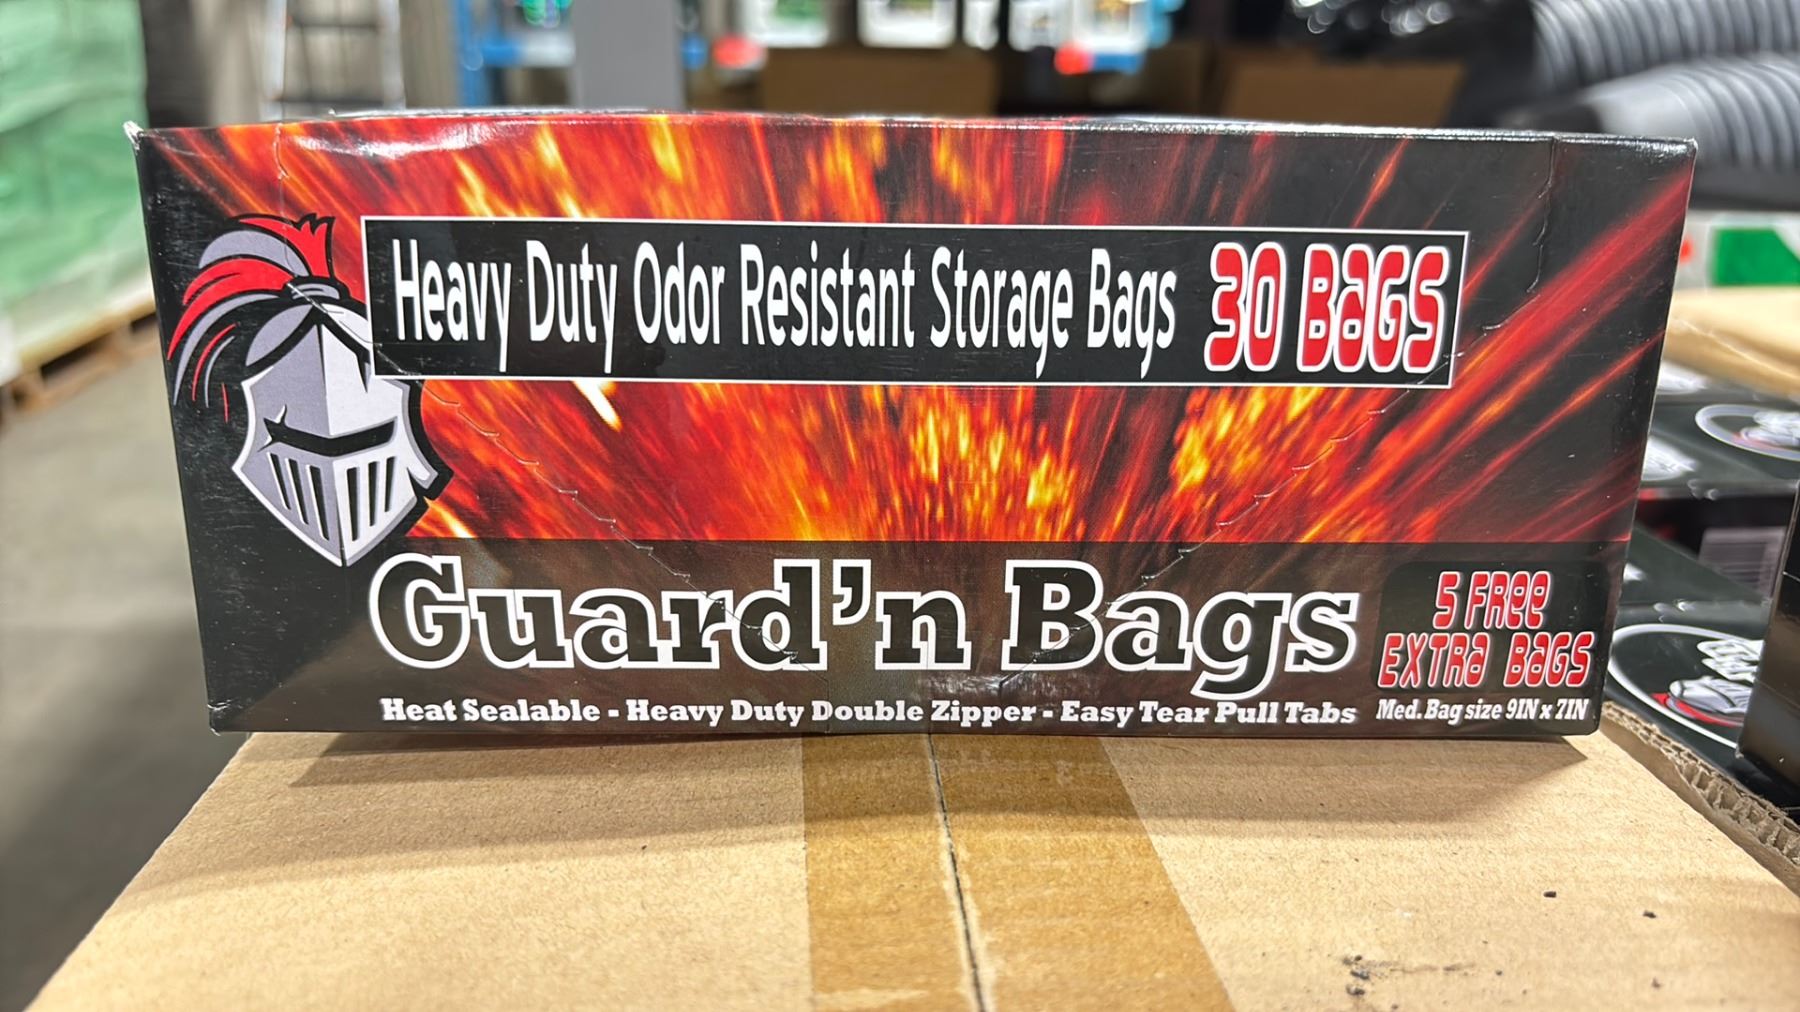 Heavy Duty Odor Resistant Storage Bags 30 BAGS
Guard'n Bags
5 FREE
EXTRA BAGS
Heat Sealable - Heavy Duty Double Zipper - Easy Tear Pull Tabs
Med. Bag size 9IN x 7IN